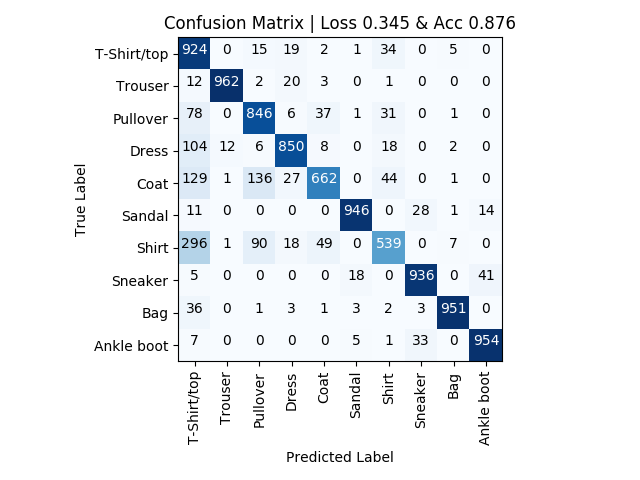 Confusion Matrix | Loss 0.345 & Acc 0.876
True Label
T-Shirt/top 924 0 15 19 2 1 34 0 5 0
Trouser 12 962 2 20 3 0 1 0 0 0
Pullover 78 0 846 6 37 1 31 0 1 0
Dress 104 12 6 850 8 0 18 0 2 0
Coat 129 1 136 27 662 0 44 0 1 0
Sandal 11 0 0 0 0 946 0 28 1 14
Shirt 296 1 90 18 49 0 539 0 7 0
Sneaker 5 0 0 0 0 18 0 936 0 41
Bag 36 0 1 3 1 3 2 3 951 0
Ankle boot 7 0 0 0 0 5 1 33 0 954
T-Shirt/top Trouser Pullover Dress Coat Sandal Shirt Sneaker Bag Ankle boot
Predicted Label